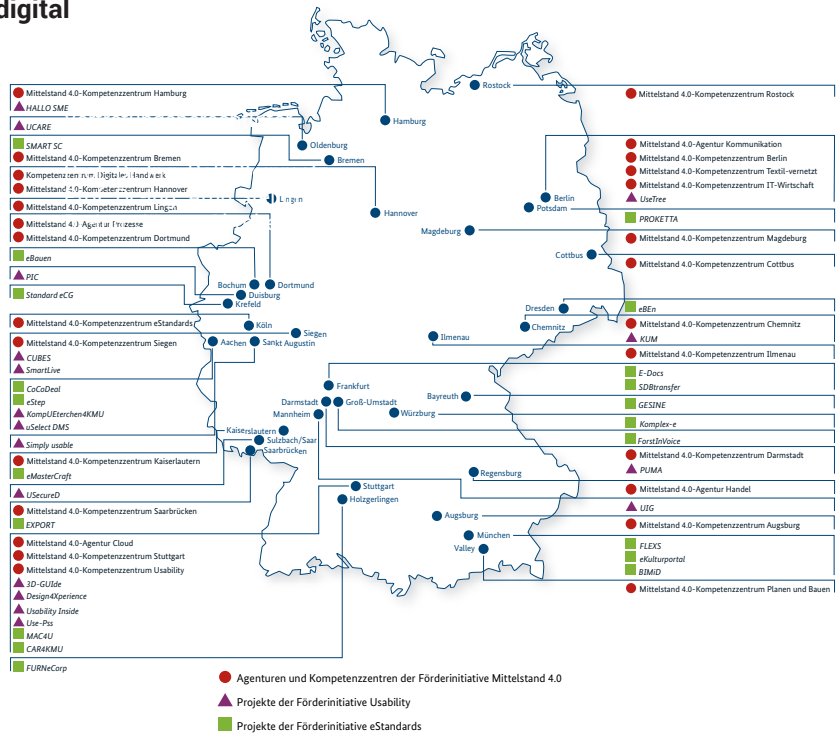 digital
Mittelstand 4.0-Kompetenzzentrum Hamburg
HALLO SME
UCARE
SMART SC
Mittelstand 4.0-Kompetenzzentrum Bremen
Kompetenzzentrum Digitales Handwerk
Mittelstand 4.0-Kompetenzzentrum Hannover
Mittelstand 4.0-Kompetenzzentrum Lingen
Mittelstand 4.0-Agentur Prozesse
Mittelstand 4.0-Kompetenzzentrum Dortmund
eBauen
PIC
Standard eCG
Mittelstand 4.0-Kompetenzzentrum eStandards
Mittelstand 4.0-Kompetenzzentrum Siegen
CUBES
SmartLive
CoCoDeal
eStep
KompUEterchen4KMU
uSelect DMS
Simply usable
Mittelstand 4.0-Kompetenzzentrum Kaiserlautern
eMasterCraft
USecureD
Mittelstand 4.0-Kompetenzzentrum Saarbrücken
EXPORT
Mittelstand 4.0-Agentur Cloud
Mittelstand 4.0-Kompetenzzentrum Stuttgart
Mittelstand 4.0-Kompetenzzentrum Usability
3D-GUIde
Design4Xperience
Usability Inside
Use-Pss
MAC4U
CAR4KMU
FURNeCorp
Rostock
Hamburg
Oldenburg
Bremen
Lingen
Hannover
Berlin
Potsdam
Magdeburg
Cottbus
Bochum
Dortmund
Duisburg
Krefeld
Dresden
Chemnitz
Köln
Siegen
Aachen
Sankt Augustin
Ilmenau
Frankfurt
Darmstadt
Groß-Umstadt
Bayreuth
Mannheim
Würzburg
Kaiserlautern
Sulzbach/Saar
Saarbrücken
Regensburg
Stuttgart
Holzgerlingen
Augsburg
München
Valley
Mittelstand 4.0-Kompetenzzentrum Rostock
Mittelstand 4.0-Agentur Kommunikation
Mittelstand 4.0-Kompetenzzentrum Berlin
Mittelstand 4.0-Kompetenzzentrum Textil-vernetzt
Mittelstand 4.0-Kompetenzzentrum IT-Wirtschaft
UseTree
PROKETTA
Mittelstand 4.0-Kompetenzzentrum Magdeburg
Mittelstand 4.0-Kompetenzzentrum Cottbus
eBEn
Mittelstand 4.0-Kompetenzzentrum Chemnitz
KUM
Mittelstand 4.0-Kompetenzzentrum Ilmenau
E-Docs
SDBtransfer
GESINE
Komplex-e
ForstInVoice
Mittelstand 4.0-Kompetenzzentrum Darmstadt
PUMA
Mittelstand 4.0-Agentur Handel
UIG
Mittelstand 4.0-Kompetenzzentrum Augsburg
FLEXS
eKulturportal
BIMiD
Mittelstand 4.0-Kompetenzzentrum Planen und Bauen
Agenturen und Kompetenzzentren der Förderinitiative Mittelstand 4.0
Projekte der Förderinitiative Usability
Projekte der Förderinitiative eStandards